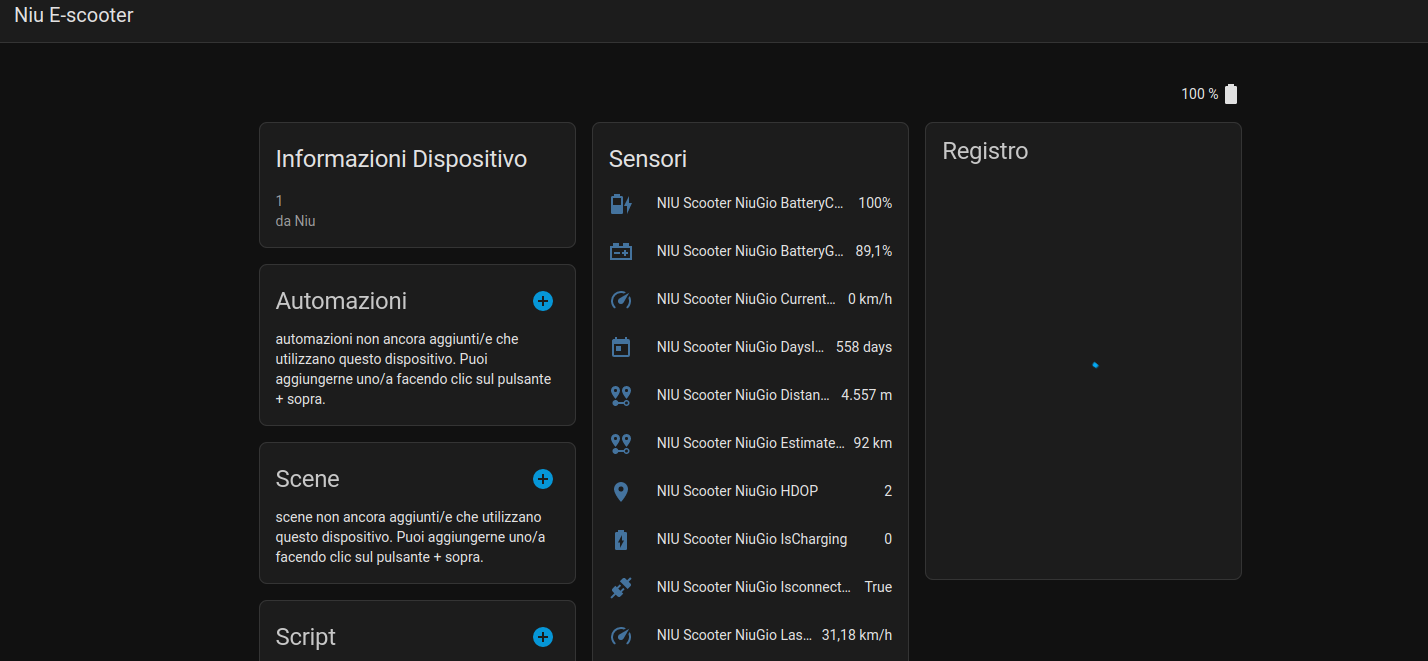 Niu E-scooter
100 %
Informazioni Dispositivo
1
da Niu
Automazioni
automazioni non ancora aggiunti/e che
utilizzano questo dispositivo. Puoi
aggiungerne uno/a facendo clic sul pulsante
+ sopra.
Scene
scene non ancora aggiunti/e che utilizzano
questo dispositivo. Puoi aggiungerne uno/a
facendo clic sul pulsante + sopra.
Script
Sensori
NIU Scooter NiuGio BatteryC... 100%
NIU Scooter NiuGio BatteryG... 89,1%
NIU Scooter NiuGio Current... 0 km/h
NIU Scooter NiuGio DaysI... 558 days
NIU Scooter NiuGio Distan... 4.557 m
NIU Scooter NiuGio Estimate... 92 km
NIU Scooter NiuGio HDOP 2
NIU Scooter NiuGio IsCharging 0
NIU Scooter NiuGio Isconnect... True
NIU Scooter NiuGio Las... 31,18 km/h
Registro